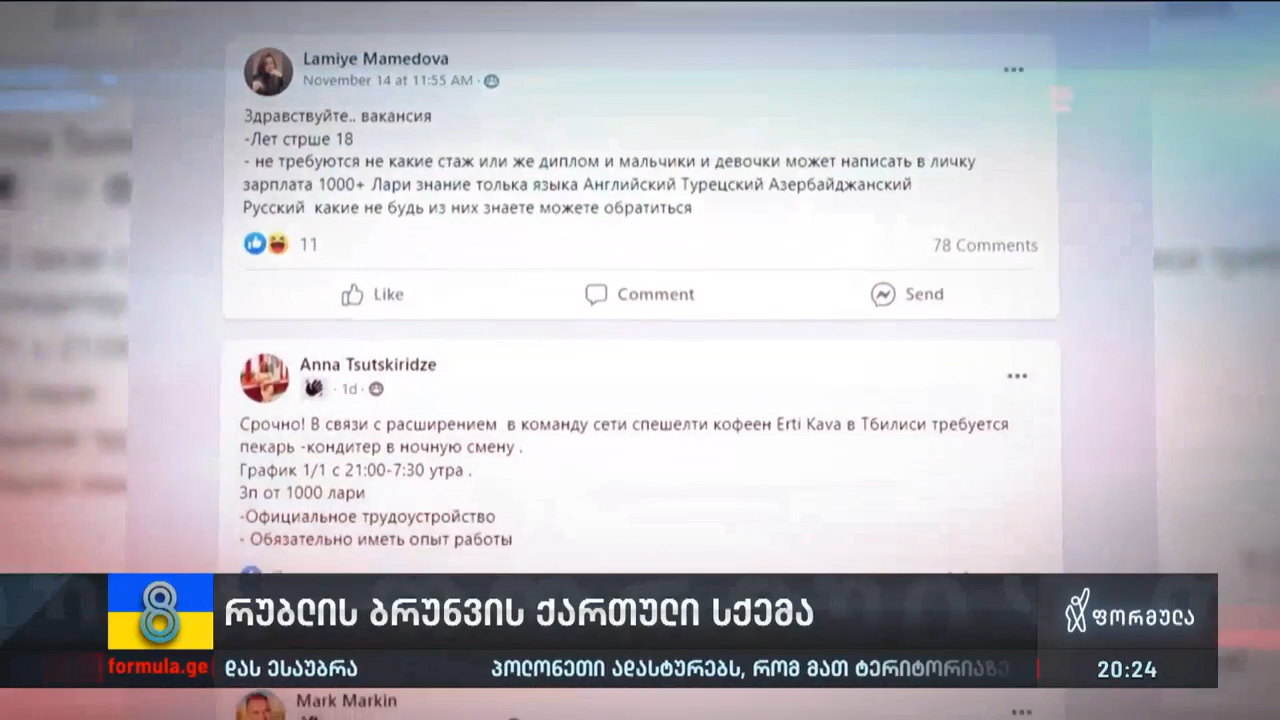 Lamiye Mamedova
November 14 at 11:55 AM ·
Здравствуйте.. вакансия
-Лет стрше 18
- не требуются не какие стаж или же диплом и мальчики и девочки может написать в личку
зарплата 1000+ Лари знание толька языка Английский Турецский Азербайджанский
Русский какие не будь из них знаете можете обратиться
11
78 Comments
Like
Comment
Send
Anna Tsutskiridze
· 1d ·
Срочно! В связи с расширением в команду сети спешелти кофеен Erti Kava в Тбилиси требуется
пекарь -кондитер в ночную смену .
График 1/1 с 21:00-7:30 утра .
Зп от 1000 лари
-Официальное трудоустройство
- Обязательно иметь опыт работы
8
რუბლის ბრუნვის ქართული სქემა
ფორმულა
formula.ge
დას ესაუბრა
პოლონეთი ადასტურებს, რომ მათ ტერიტორიაზე
20:24
Mark Markin